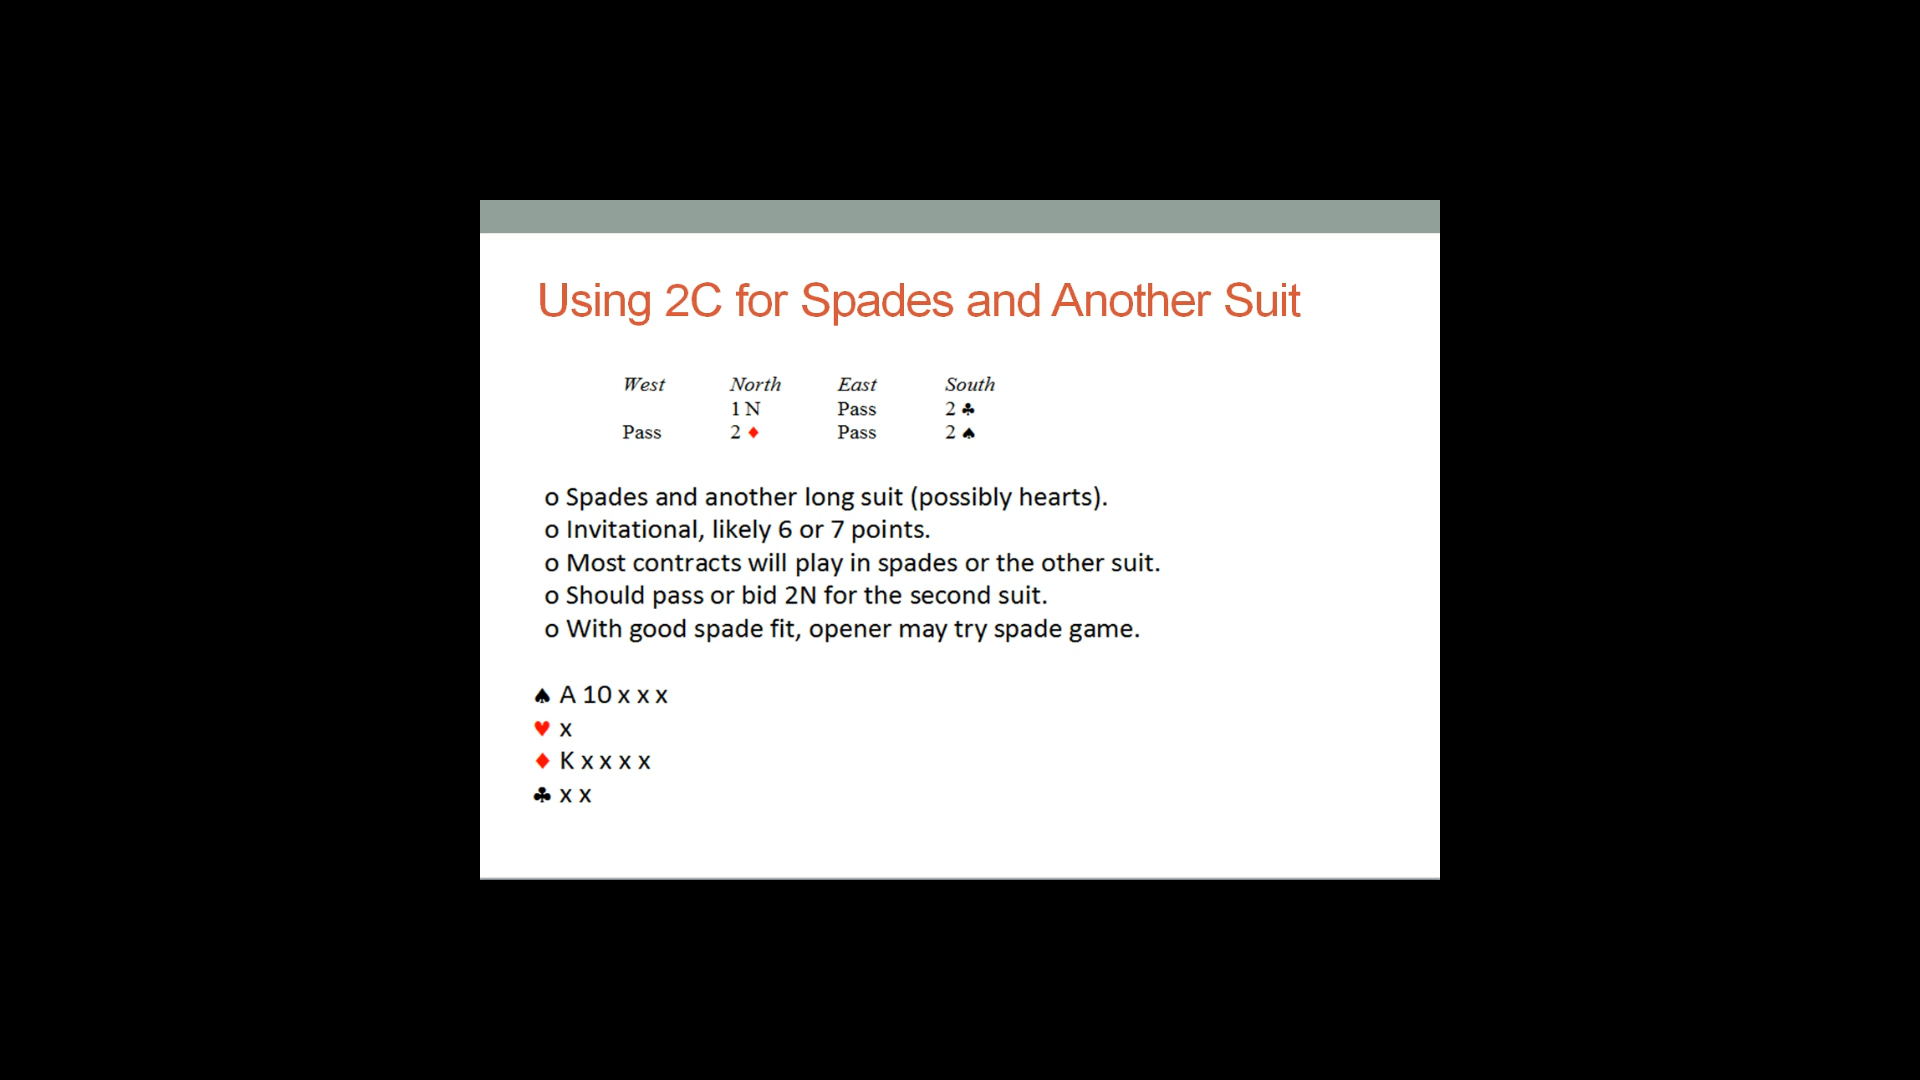 Using 2C for Spades and Another Suit
West North East South
1 N Pass 2 ♣
Pass 2 ♦ Pass 2 ♠
o Spades and another long suit (possibly hearts).
o Invitational, likely 6 or 7 points.
o Most contracts will play in spades or the other suit.
o Should pass or bid 2N for the second suit.
o With good spade fit, opener may try spade game.
♠ A 10 x x x
♥ x
♦ K x x x x
♣ x x